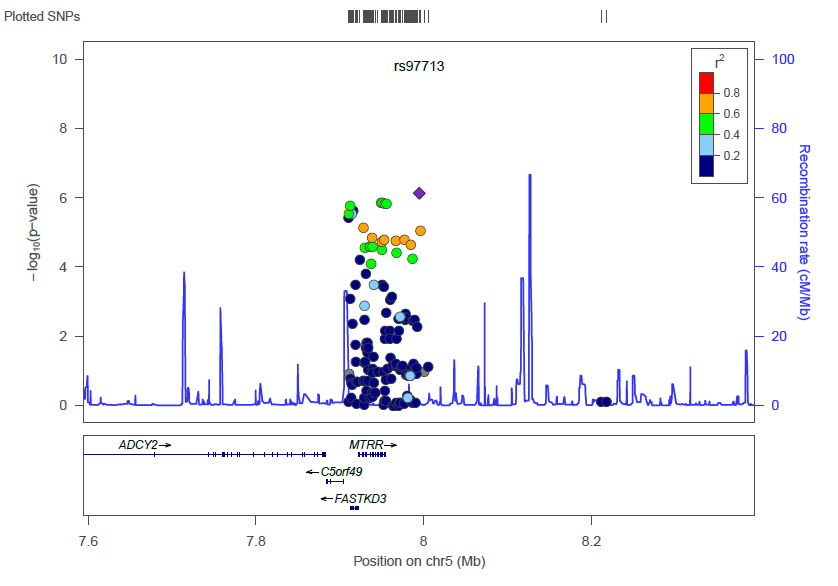 Plotted SNPs
rs97713
10
8
6
4
2
0
−log10(p−value)
100
80
60
40
20
0
Recombination rate (cM/Mb)
r2
0.8
0.6
0.4
0.2
ADCY2→
MTRR→
←C5orf49
←FASTKD3
7.6 7.8 8 8.2
Position on chr5 (Mb)